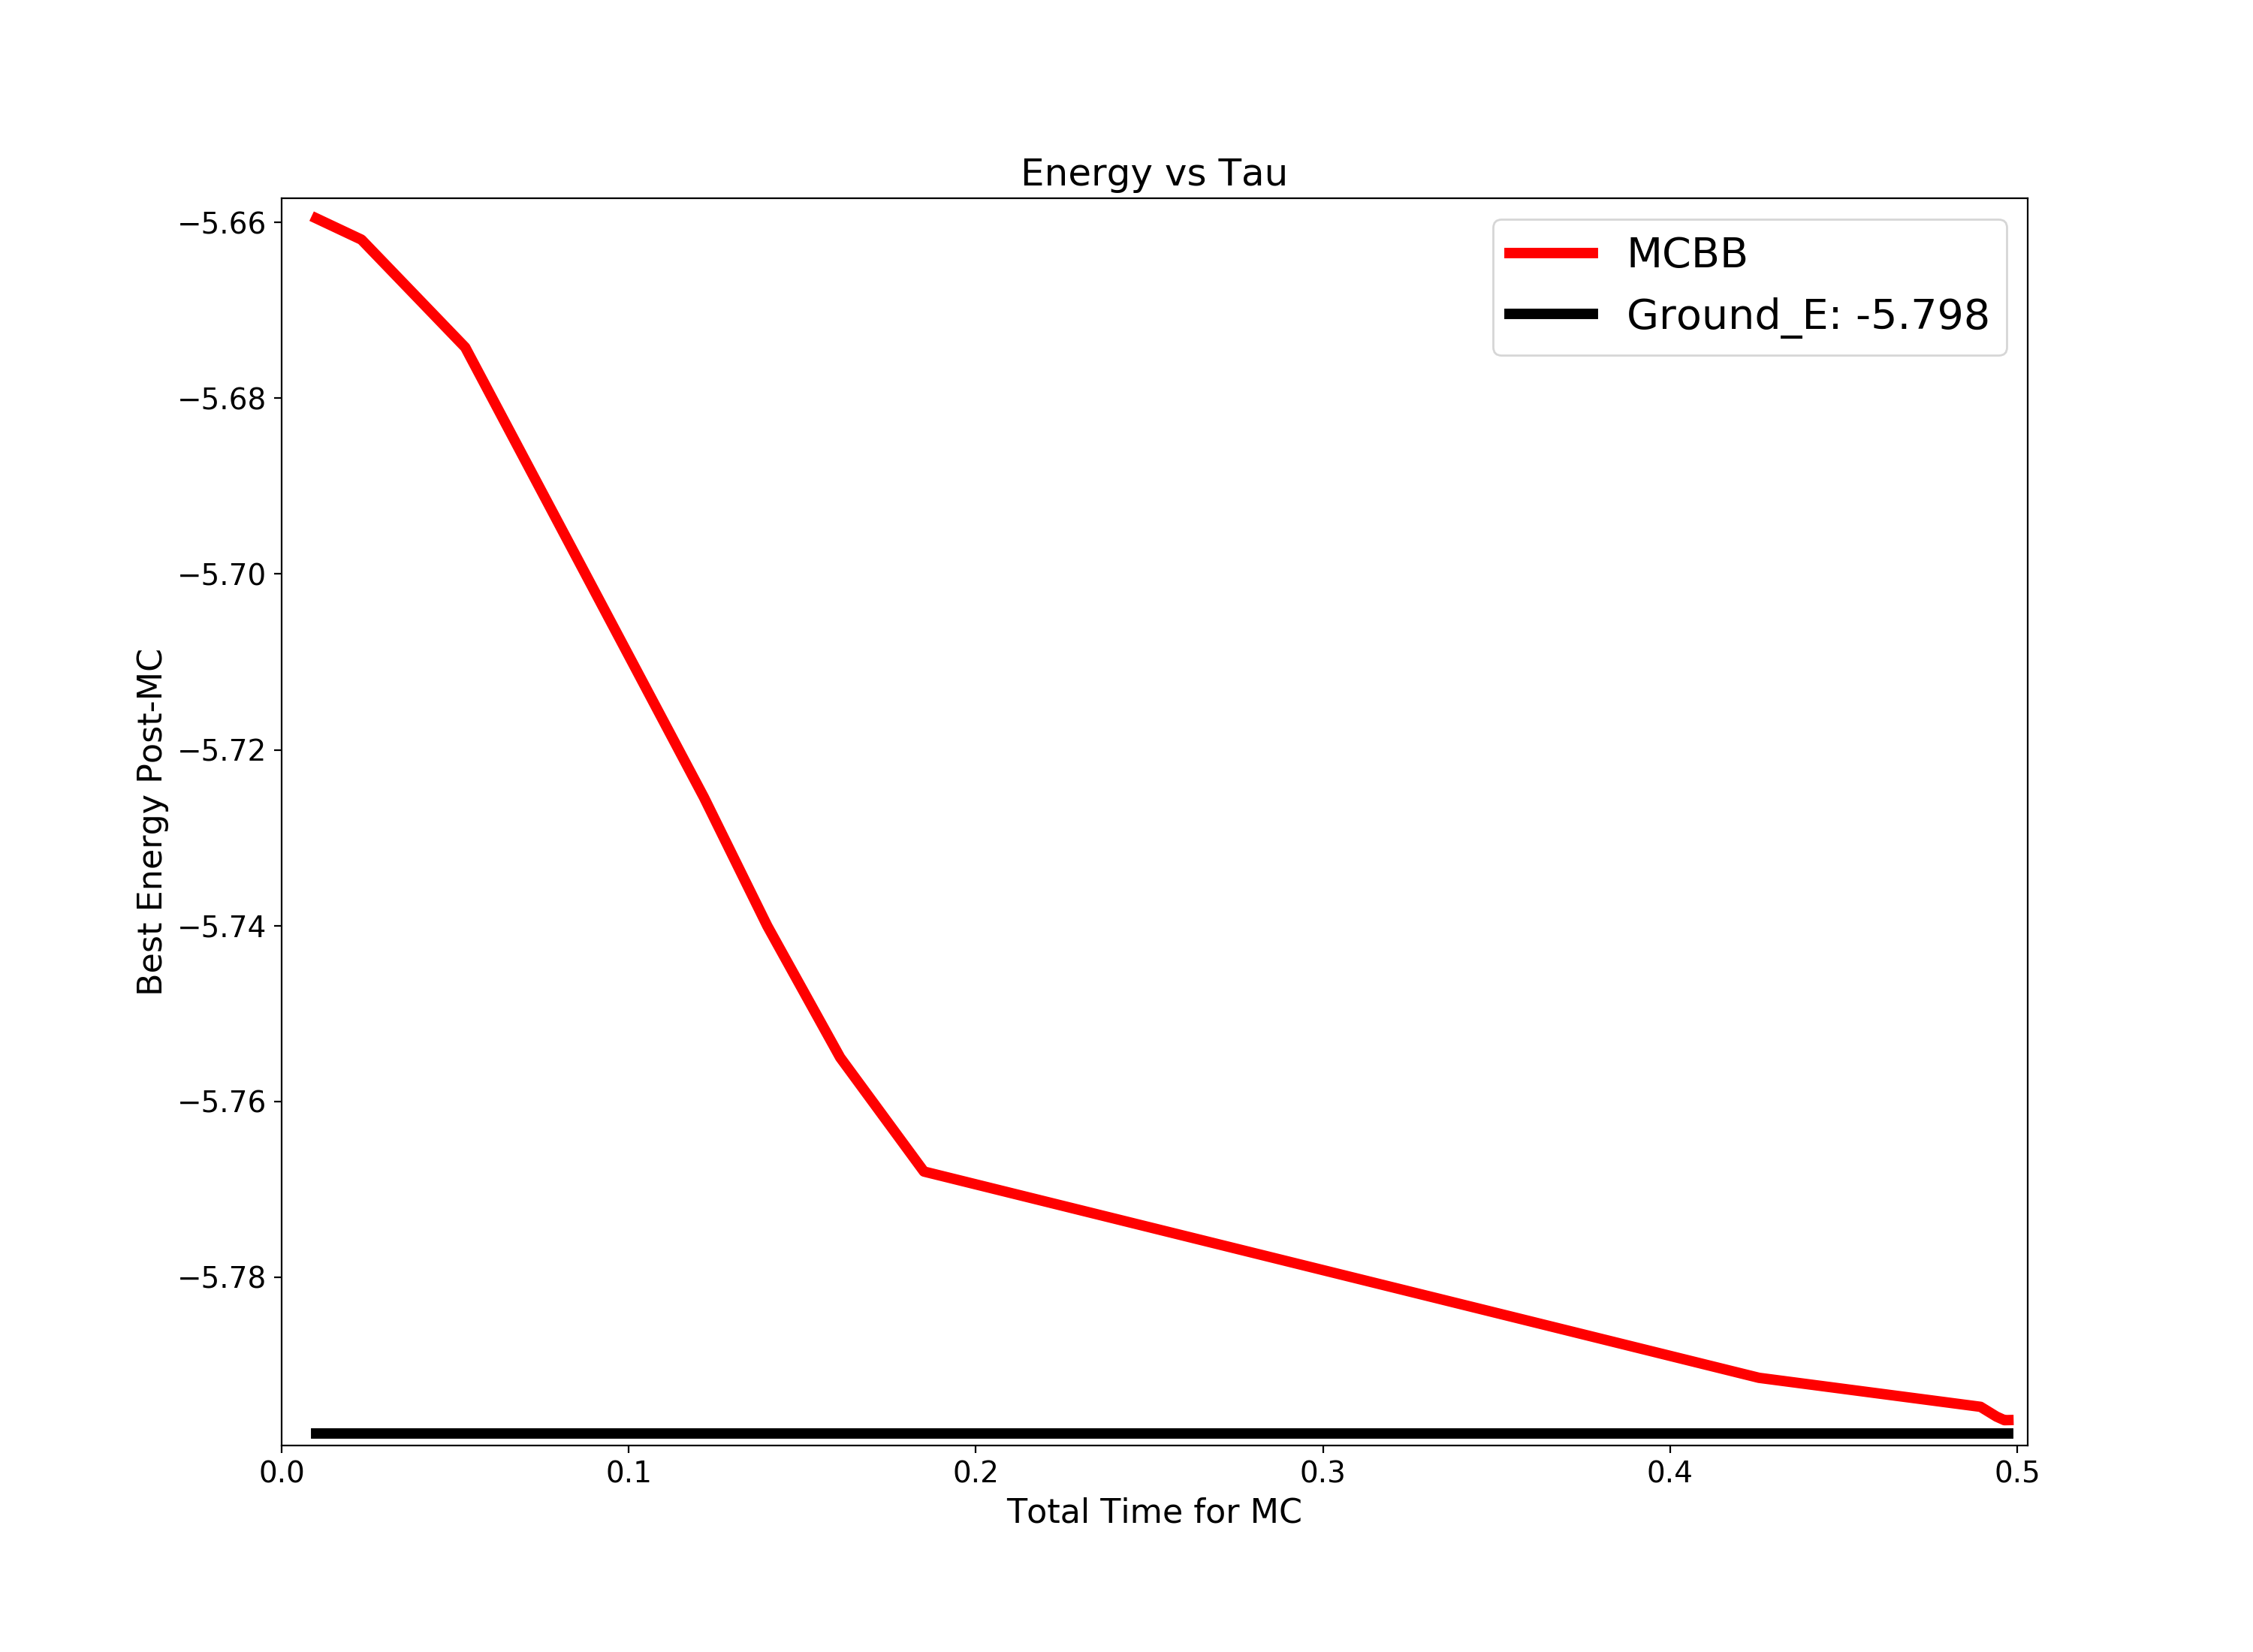 Energy vs Tau
MCBB
Ground_E: -5.798
−5.66
−5.68
−5.70
−5.72
−5.74
−5.76
−5.78
Best Energy Post-MC
0.0 0.1 0.2 0.3 0.4 0.5
Total Time for MC